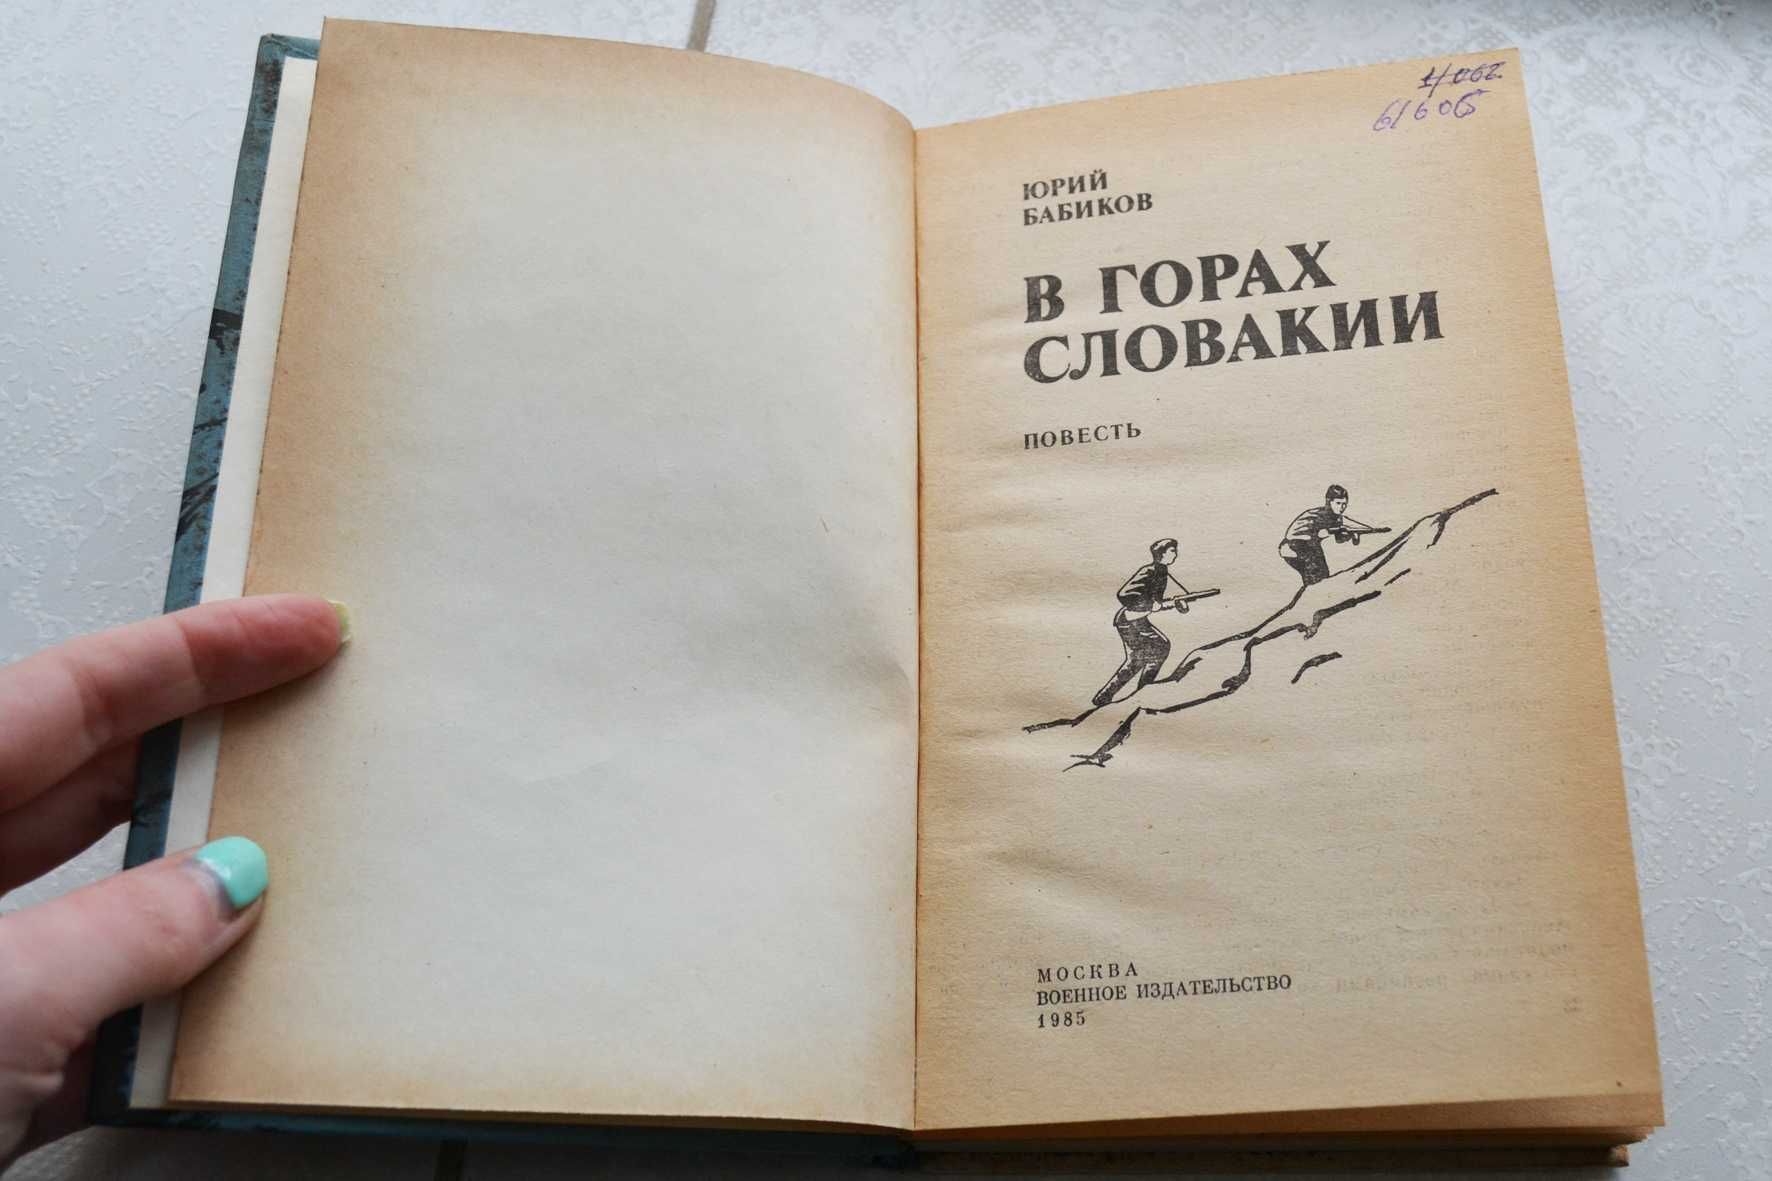 61606
ЮРИЙ
БАБИКОВ
В ГОРАХ
СЛОВАКИИ
ПОВЕСТЬ
МОСКВА
ВОЕННОЕ ИЗДАТЕЛЬСТВО
1985